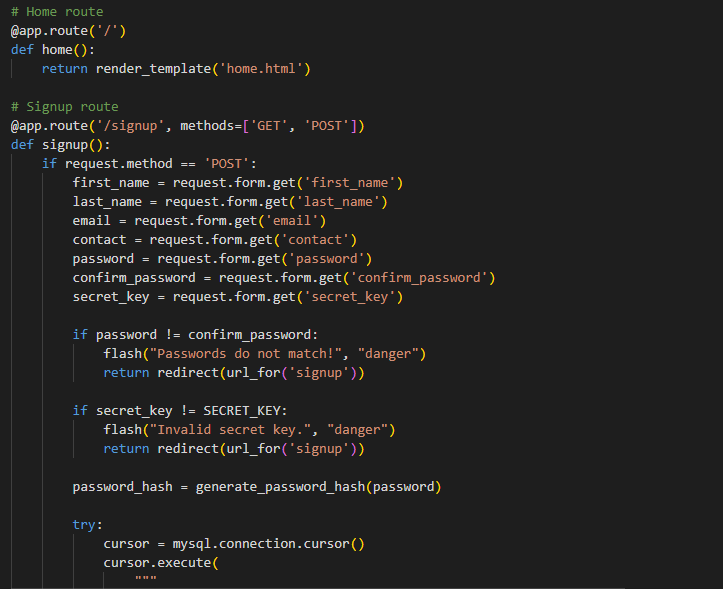 # Home route
@app.route('/')
def home():
    return render_template('home.html')

# Signup route
@app.route('/signup', methods=['GET', 'POST'])
def signup():
    if request.method == 'POST':
        first_name = request.form.get('first_name')
        last_name = request.form.get('last_name')
        email = request.form.get('email')
        contact = request.form.get('contact')
        password = request.form.get('password')
        confirm_password = request.form.get('confirm_password')
        secret_key = request.form.get('secret_key')

        if password != confirm_password:
            flash("Passwords do not match!", "danger")
            return redirect(url_for('signup'))

        if secret_key != SECRET_KEY:
            flash("Invalid secret key.", "danger")
            return redirect(url_for('signup'))

        password_hash = generate_password_hash(password)

        try:
            cursor = mysql.connection.cursor()
            cursor.execute(
                """